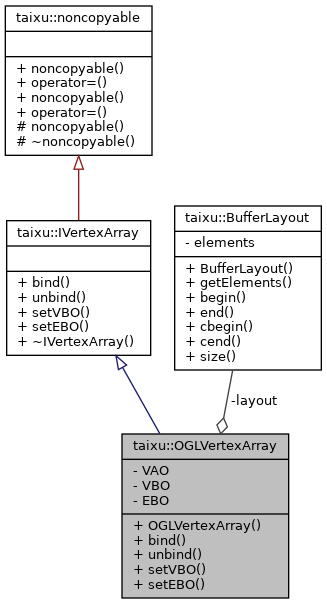 taixu::noncopyable
+ noncopyable()
+ operator=()
+ noncopyable()
+ operator=()
# noncopyable()
# ~noncopyable()
taixu::IVertexArray
+ bind()
+ unbind()
+ setVBO()
+ setEBO()
+ ~IVertexArray()
taixu::BufferLayout
- elements
+ BufferLayout()
+ getElements()
+ begin()
+ end()
+ cbegin()
+ cend()
+ size()
-layout
taixu::OGLVertexArray
- VAO
- VBO
- EBO
+ OGLVertexArray()
+ bind()
+ unbind()
+ setVBO()
+ setEBO()